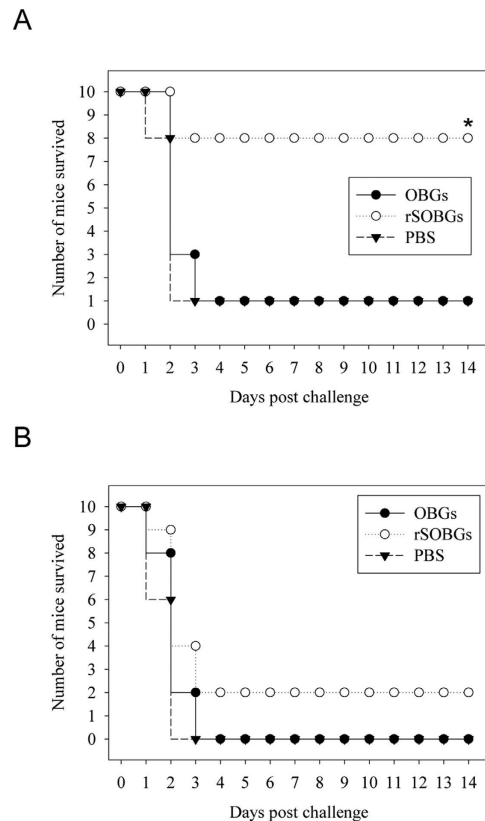 A
Number of mice survived
10
9
8
7
6
5
4
3
2
1
0
*
OBGs
rSOBGs
PBS
0 1 2 3 4 5 6 7 8 9 10 11 12 13 14
Days post challenge
B
Number of mice survived
10
9
8
7
6
5
4
3
2
1
0
OBGs
rSOBGs
PBS
0 1 2 3 4 5 6 7 8 9 10 11 12 13 14
Days post challenge